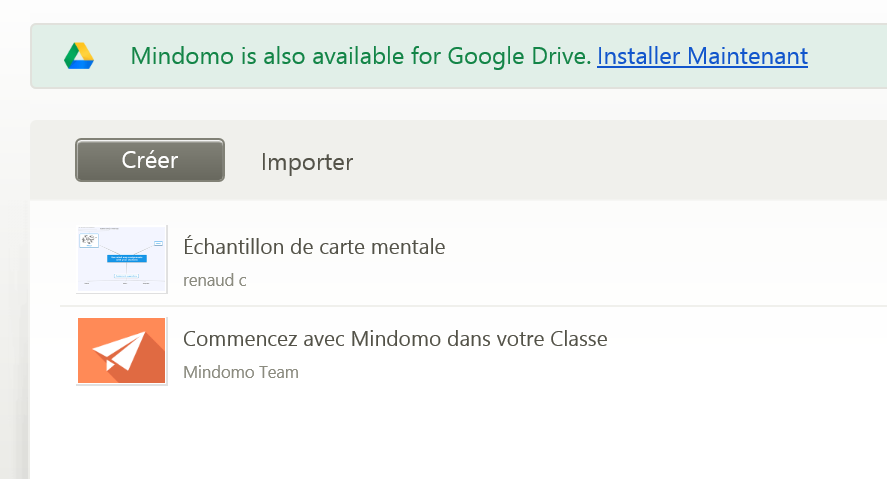 Mindomo is also available for Google Drive. Installer Maintenant
Créer
Importer
Échantillon de carte mentale
renaud c
Commencez avec Mindomo dans votre Classe
Mindomo Team